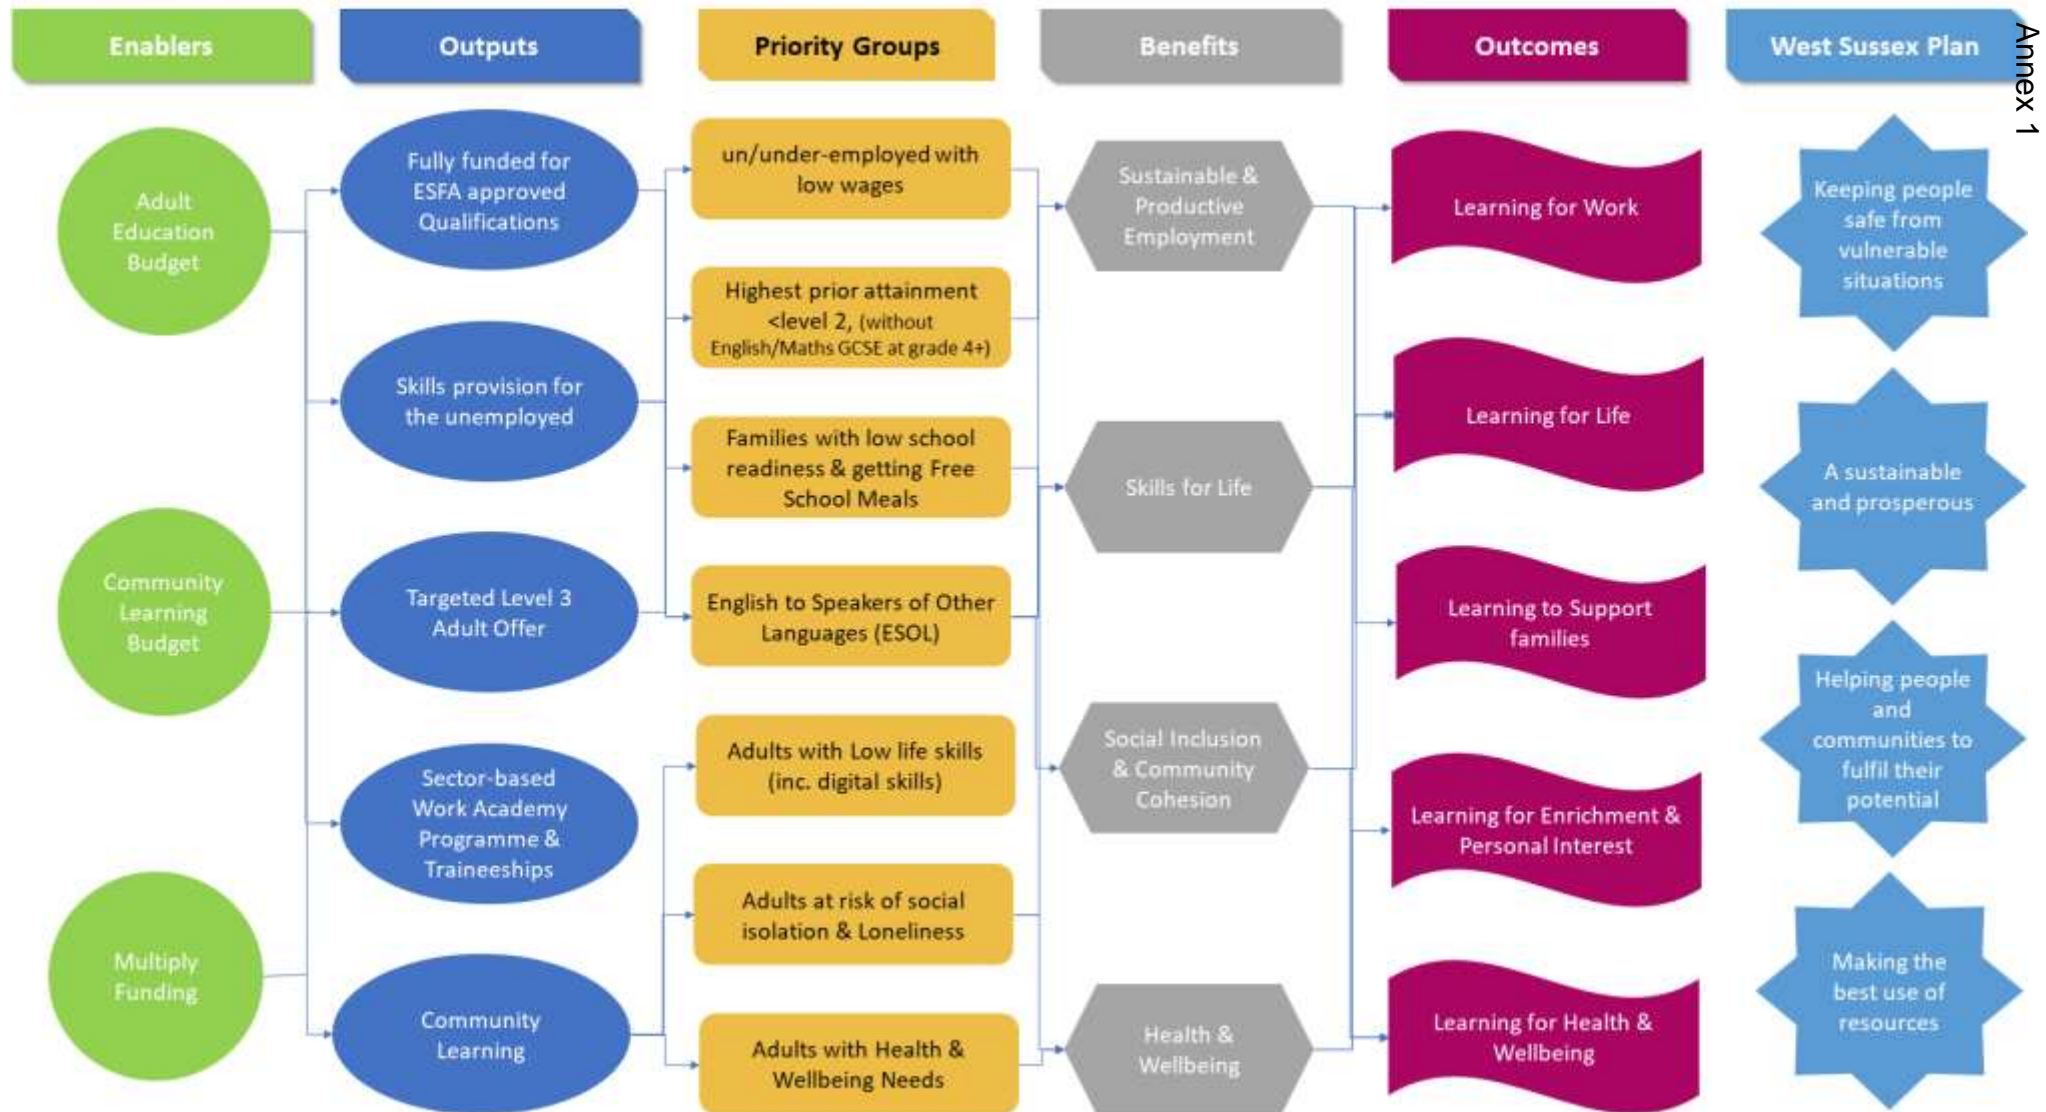 Enablers
Outputs
Priority Groups
Benefits
Outcomes
West Sussex Plan
Annex 1
Adult
Education
Budget
Community
Learning
Budget
Multiply
Funding
Fully funded for
ESFA approved
Qualifications
Skills provision for
the unemployed
Targeted Level 3
Adult Offer
Sector-based
Work Academy
Programme &
Traineeships
Community
Learning
un/under-employed with
low wages
Highest prior attainment
<level 2, (without
English/Maths GCSE at grade 4+)
Families with low school
readiness & getting Free
School Meals
English to Speakers of Other
Languages (ESOL)
Adults with Low life skills
(inc. digital skills)
Adults at risk of social
isolation & Loneliness
Adults with Health &
Wellbeing Needs
Sustainable &
Productive
Employment
Skills for Life
Social Inclusion
& Community
Cohesion
Health &
Wellbeing
Learning for Work
Learning for Life
Learning to Support
families
Learning for Enrichment &
Personal Interest
Learning for Health &
Wellbeing
Keeping people
safe from
vulnerable
situations
A sustainable
and prosperous
Helping people
and
communities to
fulfil their
potential
Making the
best use of
resources